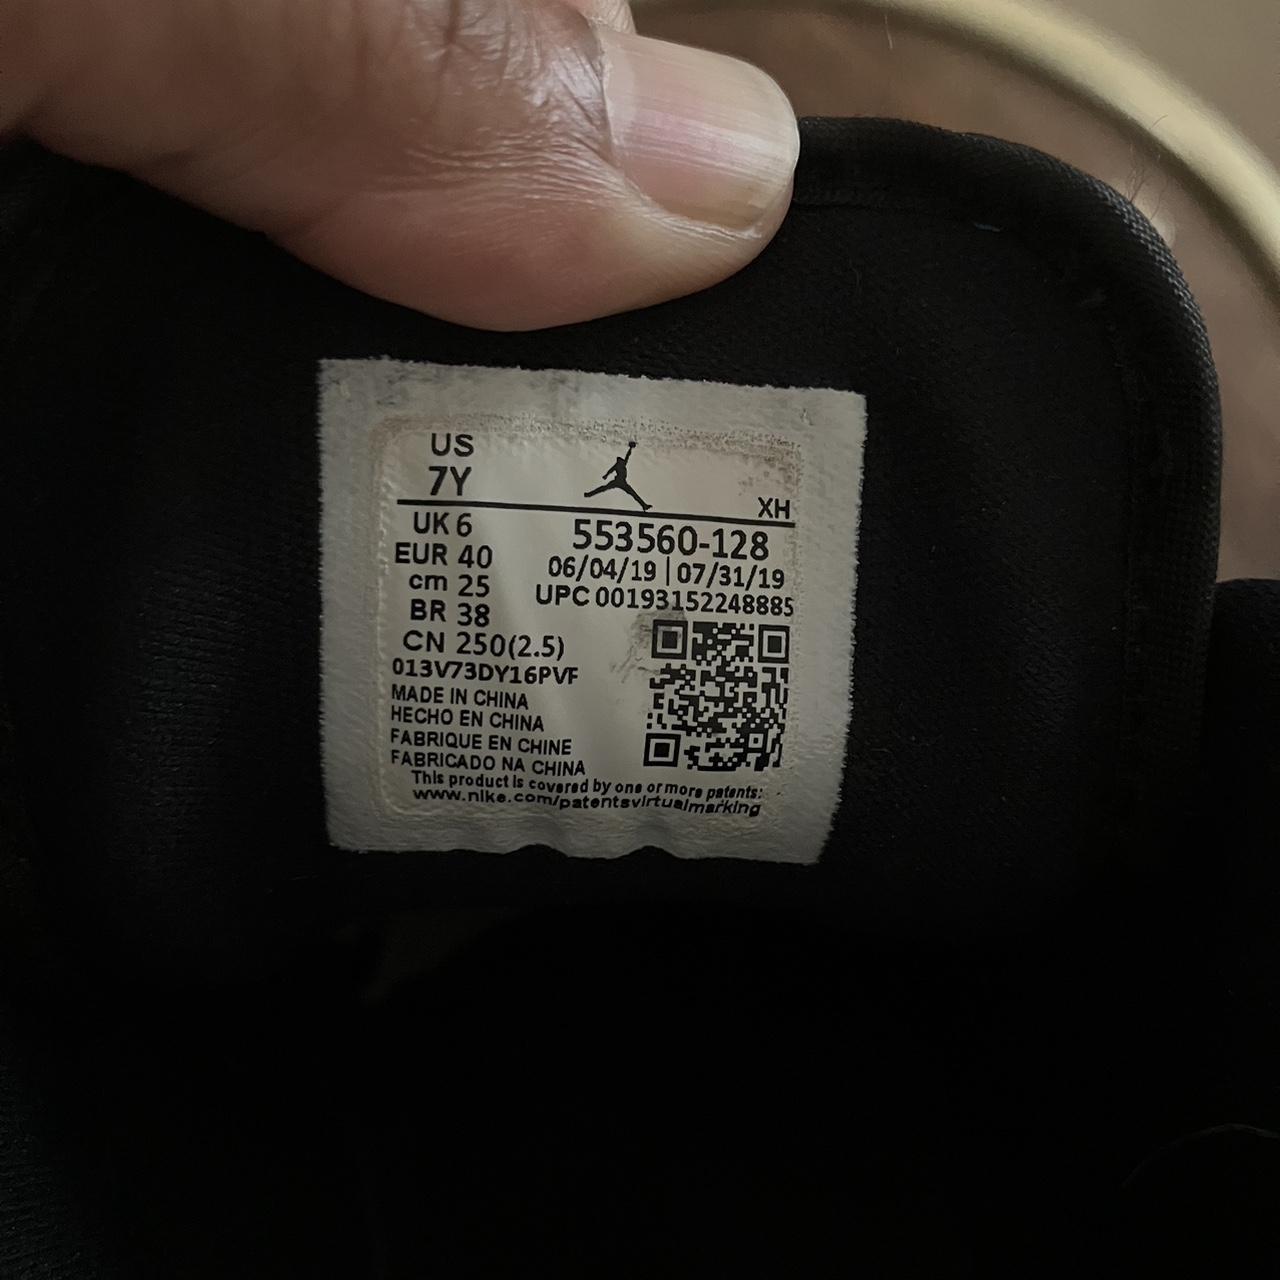 US
7Y
XH
UK 6
553560-128
EUR 40
06/04/19 | 07/31/19
cm 25
UPC 00193152248885
BR 38
CN 250(2.5)
013V73DY16PVF
MADE IN CHINA
HECHO EN CHINA
FABRIQUE EN CHINE
FABRICADO NA CHINA
This product is covered by one or more patents:
www.nike.com/patentsvirtualmarking